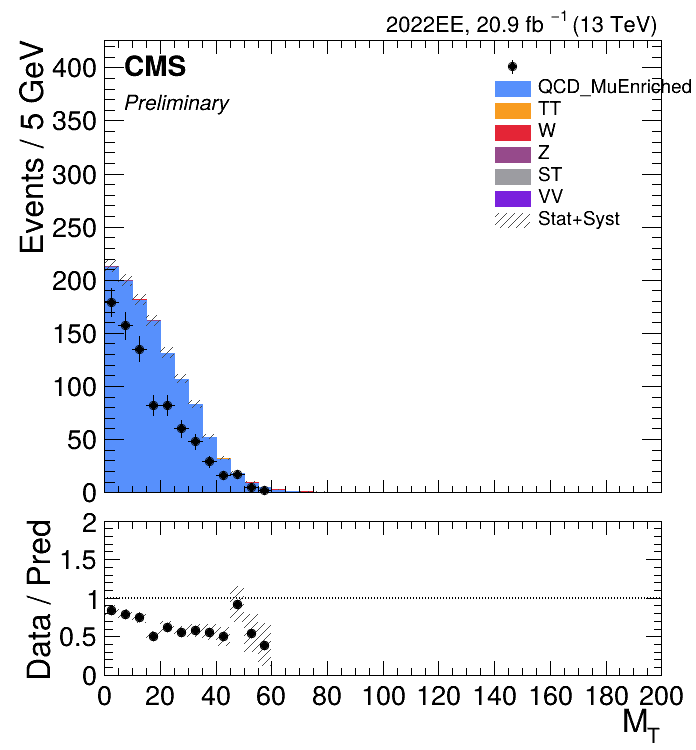 2022EE, 20.9 fb⁻¹ (13 TeV)
CMS
Preliminary
QCD_MuEnriched
TT
W
Z
ST
VV
Stat+Syst
Events / 5 GeV
400
350
300
250
200
150
100
50
0
Data / Pred
2
1.5
1
0.5
0
0 20 40 60 80 100 120 140 160 180 200
M_T